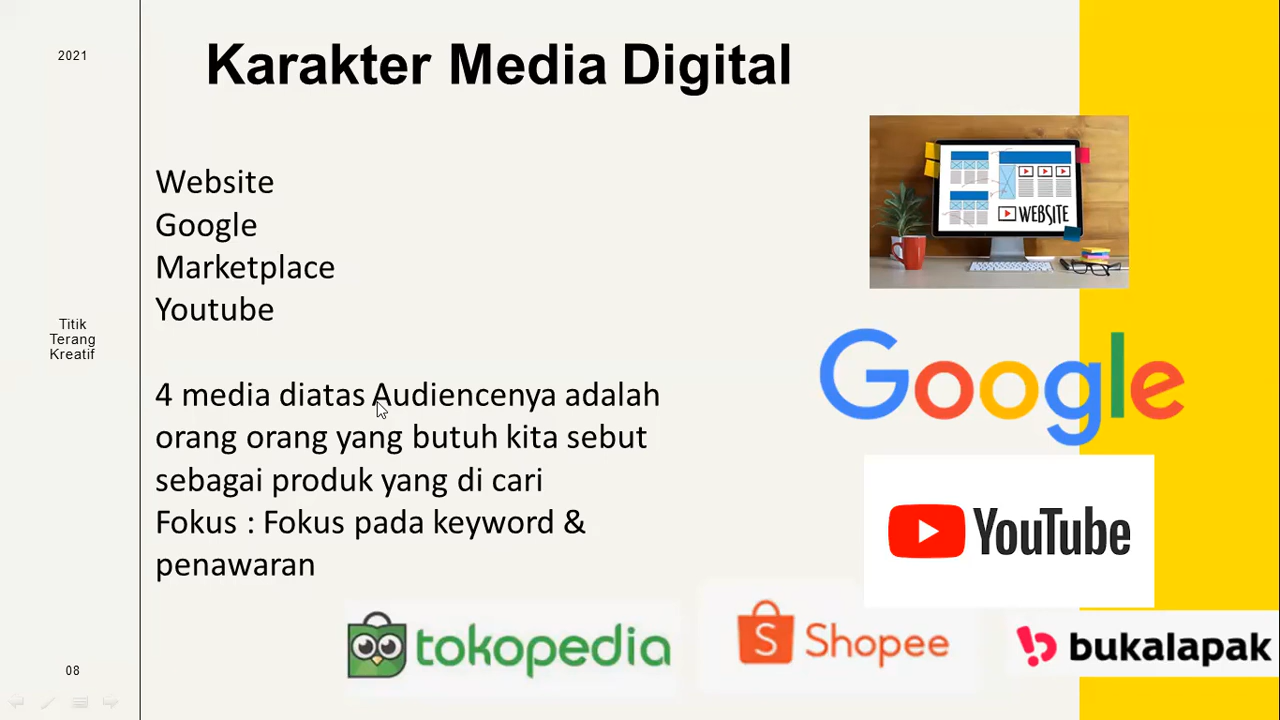 2021
Karakter Media Digital
Website
Google
Marketplace
Youtube
4 media diatas Audiencenya adalah
orang orang yang butuh kita sebut
sebagai produk yang di cari
Fokus : Fokus pada keyword &
penawaran
Titik
Terang
Kreatif
08
WEBSITE
Google
YouTube
tokopedia
S
Shopee
bukalapak